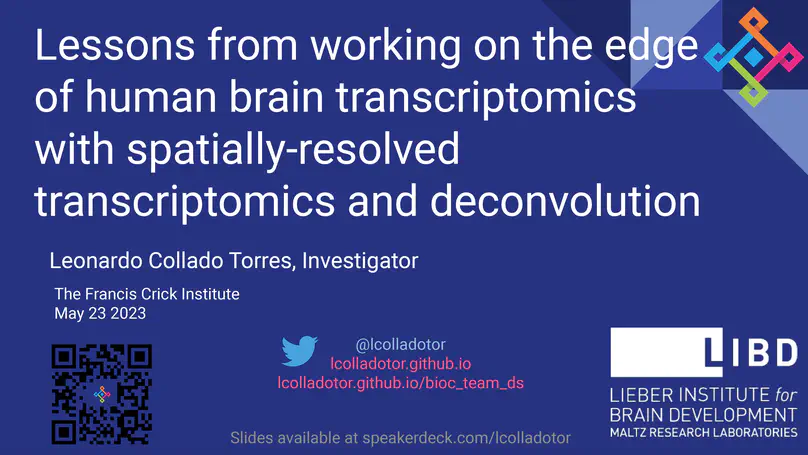 Lessons from working on the edge
of human brain transcriptomics
with spatially-resolved
transcriptomics and deconvolution
Leonardo Collado Torres, Investigator
The Francis Crick Institute
May 23 2023
@lcolladotor
lcolladotor.github.io
lcolladotor.github.io/bioc_team_ds
LIBD
LIEBER INSTITUTE for
BRAIN DEVELOPMENT
MALTZ RESEARCH LABORATORIES
Slides available at speakerdeck.com/lcolladotor